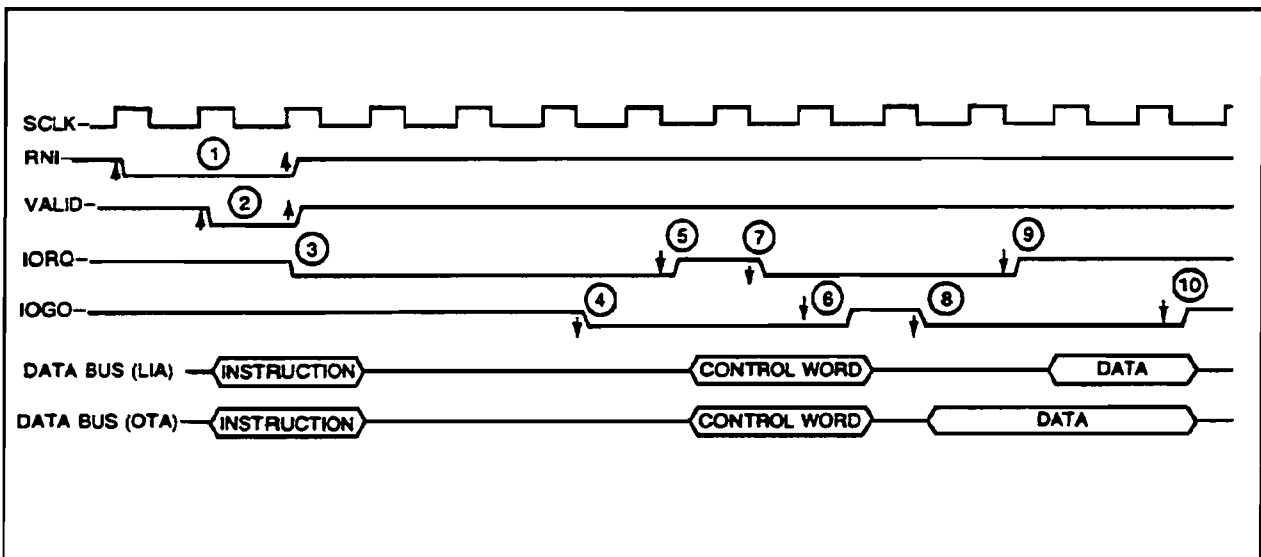 SCLK
RNI
①
VALID
②
IORQ
③ ⑤ ⑦ ⑨
IOGO
④ ⑥ ⑧ ⑩
DATA BUS (LIA) INSTRUCTION CONTROL WORD DATA
DATA BUS (OTA) INSTRUCTION CONTROL WORD DATA